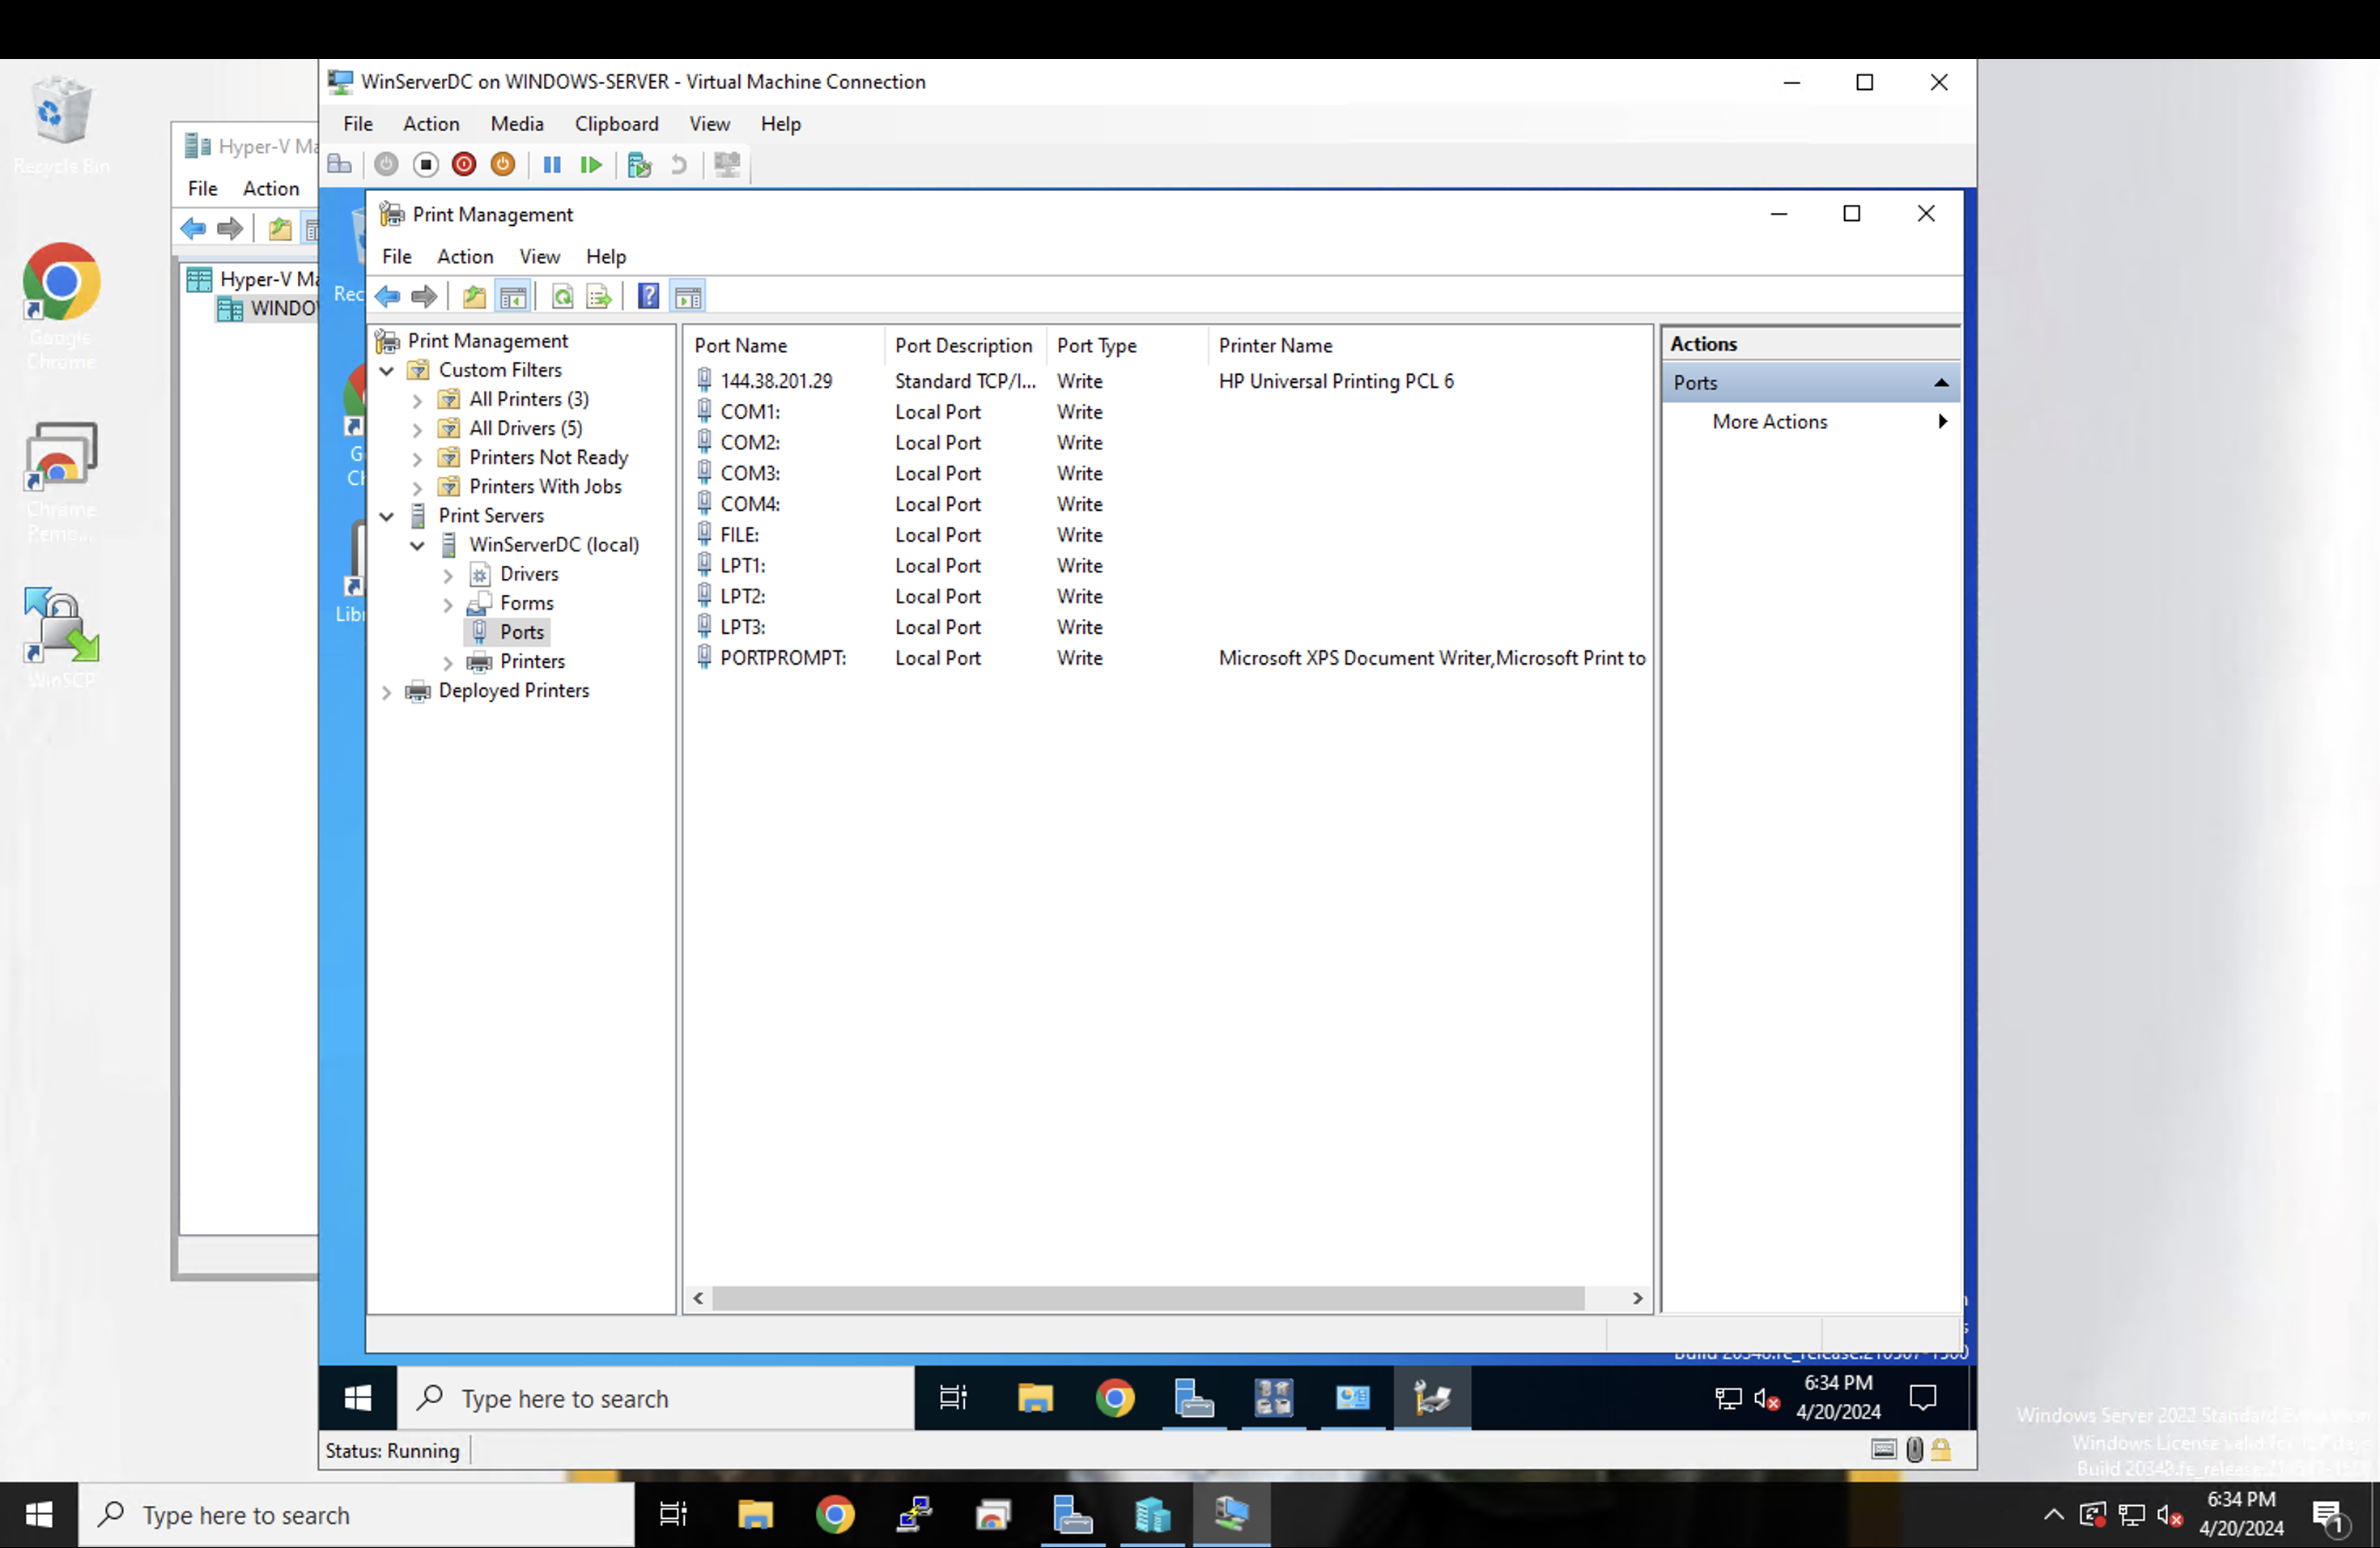 WinServerDC on WINDOWS-SERVER - Virtual Machine Connection
File Action Media Clipboard View Help
Recycle Bin
Hyper-V Ma
File Action
Hyper-V Ma
WINDO
Google
Chrome
Chrome
Remo...
WinSCP
Rec
G
Ch
Libr
Print Management
File Action View Help
Print Management
Custom Filters
All Printers (3)
All Drivers (5)
Printers Not Ready
Printers With Jobs
Print Servers
WinServerDC (local)
Drivers
Forms
Ports
Printers
Deployed Printers
Port Name Port Description Port Type Printer Name
144.38.201.29 Standard TCP/I... Write HP Universal Printing PCL 6
COM1: Local Port Write
COM2: Local Port Write
COM3: Local Port Write
COM4: Local Port Write
FILE: Local Port Write
LPT1: Local Port Write
LPT2: Local Port Write
LPT3: Local Port Write
PORTPROMPT: Local Port Write Microsoft XPS Document Writer,Microsoft Print to
Actions
Ports
More Actions
Type here to search
6:34 PM
4/20/2024
Status: Running
Windows Server 2022 Standard
Windows License valid for
Type here to search
6:34 PM
4/20/2024
1